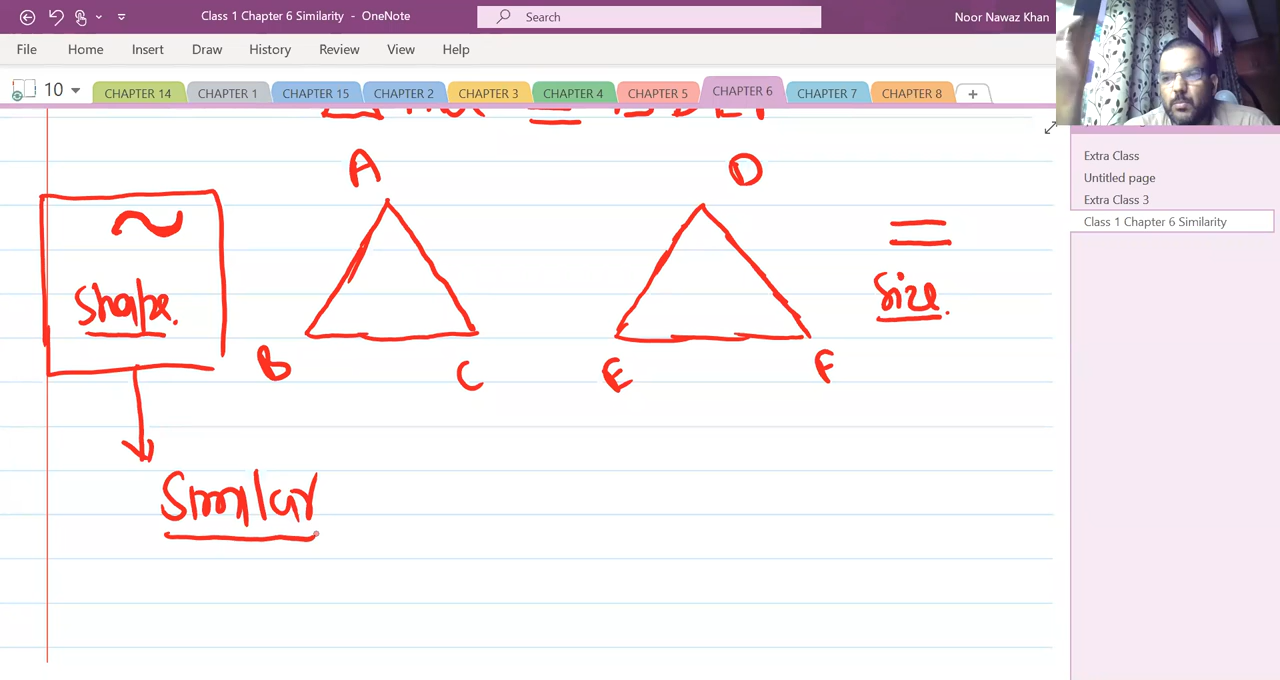 Class 1 Chapter 6 Similarity - OneNote
Search
Noor Nawaz Khan
File Home Insert Draw History Review View Help
10 CHAPTER 14 CHAPTER 1 CHAPTER 15 CHAPTER 2 CHAPTER 3 CHAPTER 4 CHAPTER 5 CHAPTER 6 CHAPTER 7 CHAPTER 8 +
Extra Class
Untitled page
Extra Class 3
Class 1 Chapter 6 Similarity
A D
~ =
Shape. Size.
B C E F
Similar